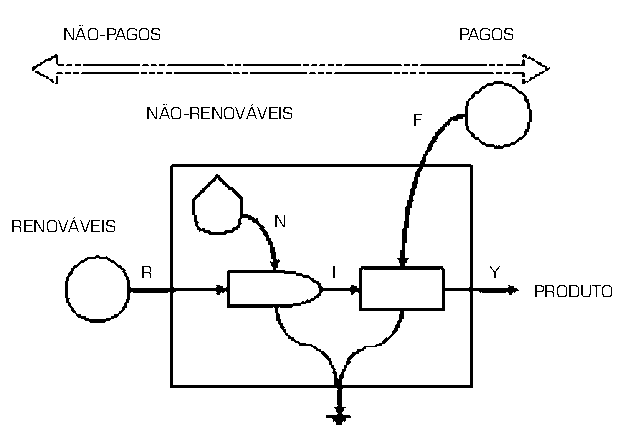 NÃO-PAGOS
PAGOS
NÃO-RENOVÁVEIS
F
RENOVÁVEIS
N
R
I
Y
PRODUTO